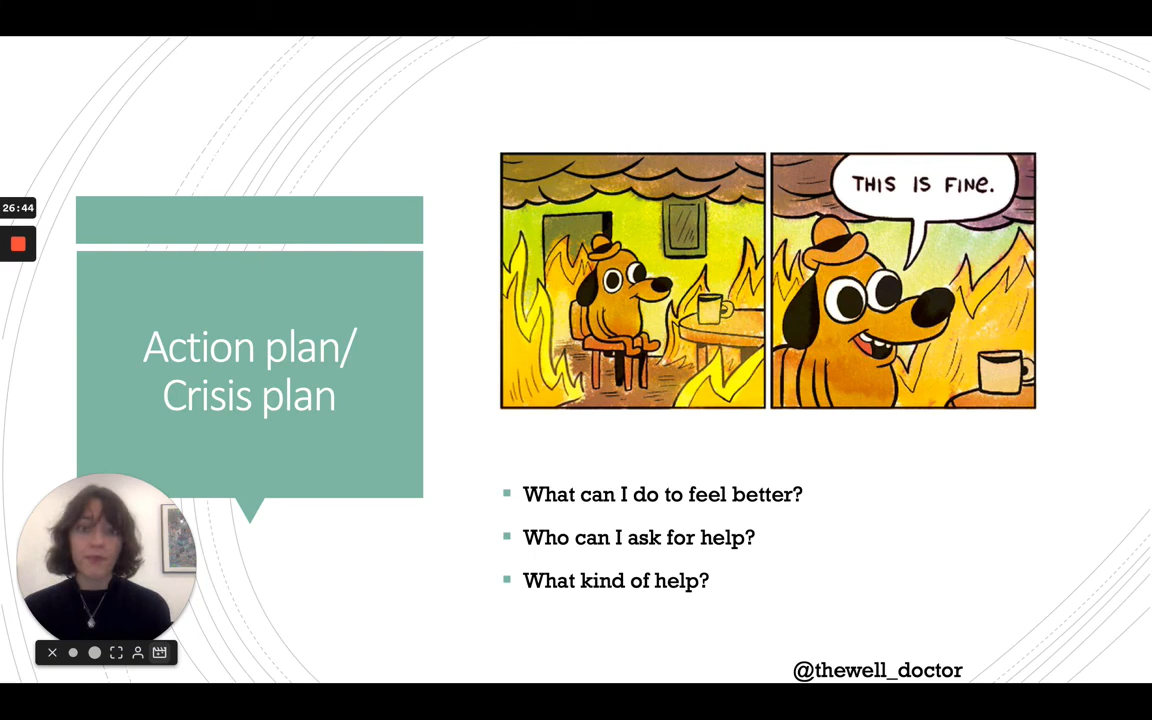 26:44
Action plan/
Crisis plan
THIS IS FINE.
What can I do to feel better?
Who can I ask for help?
What kind of help?
@thewell_doctor